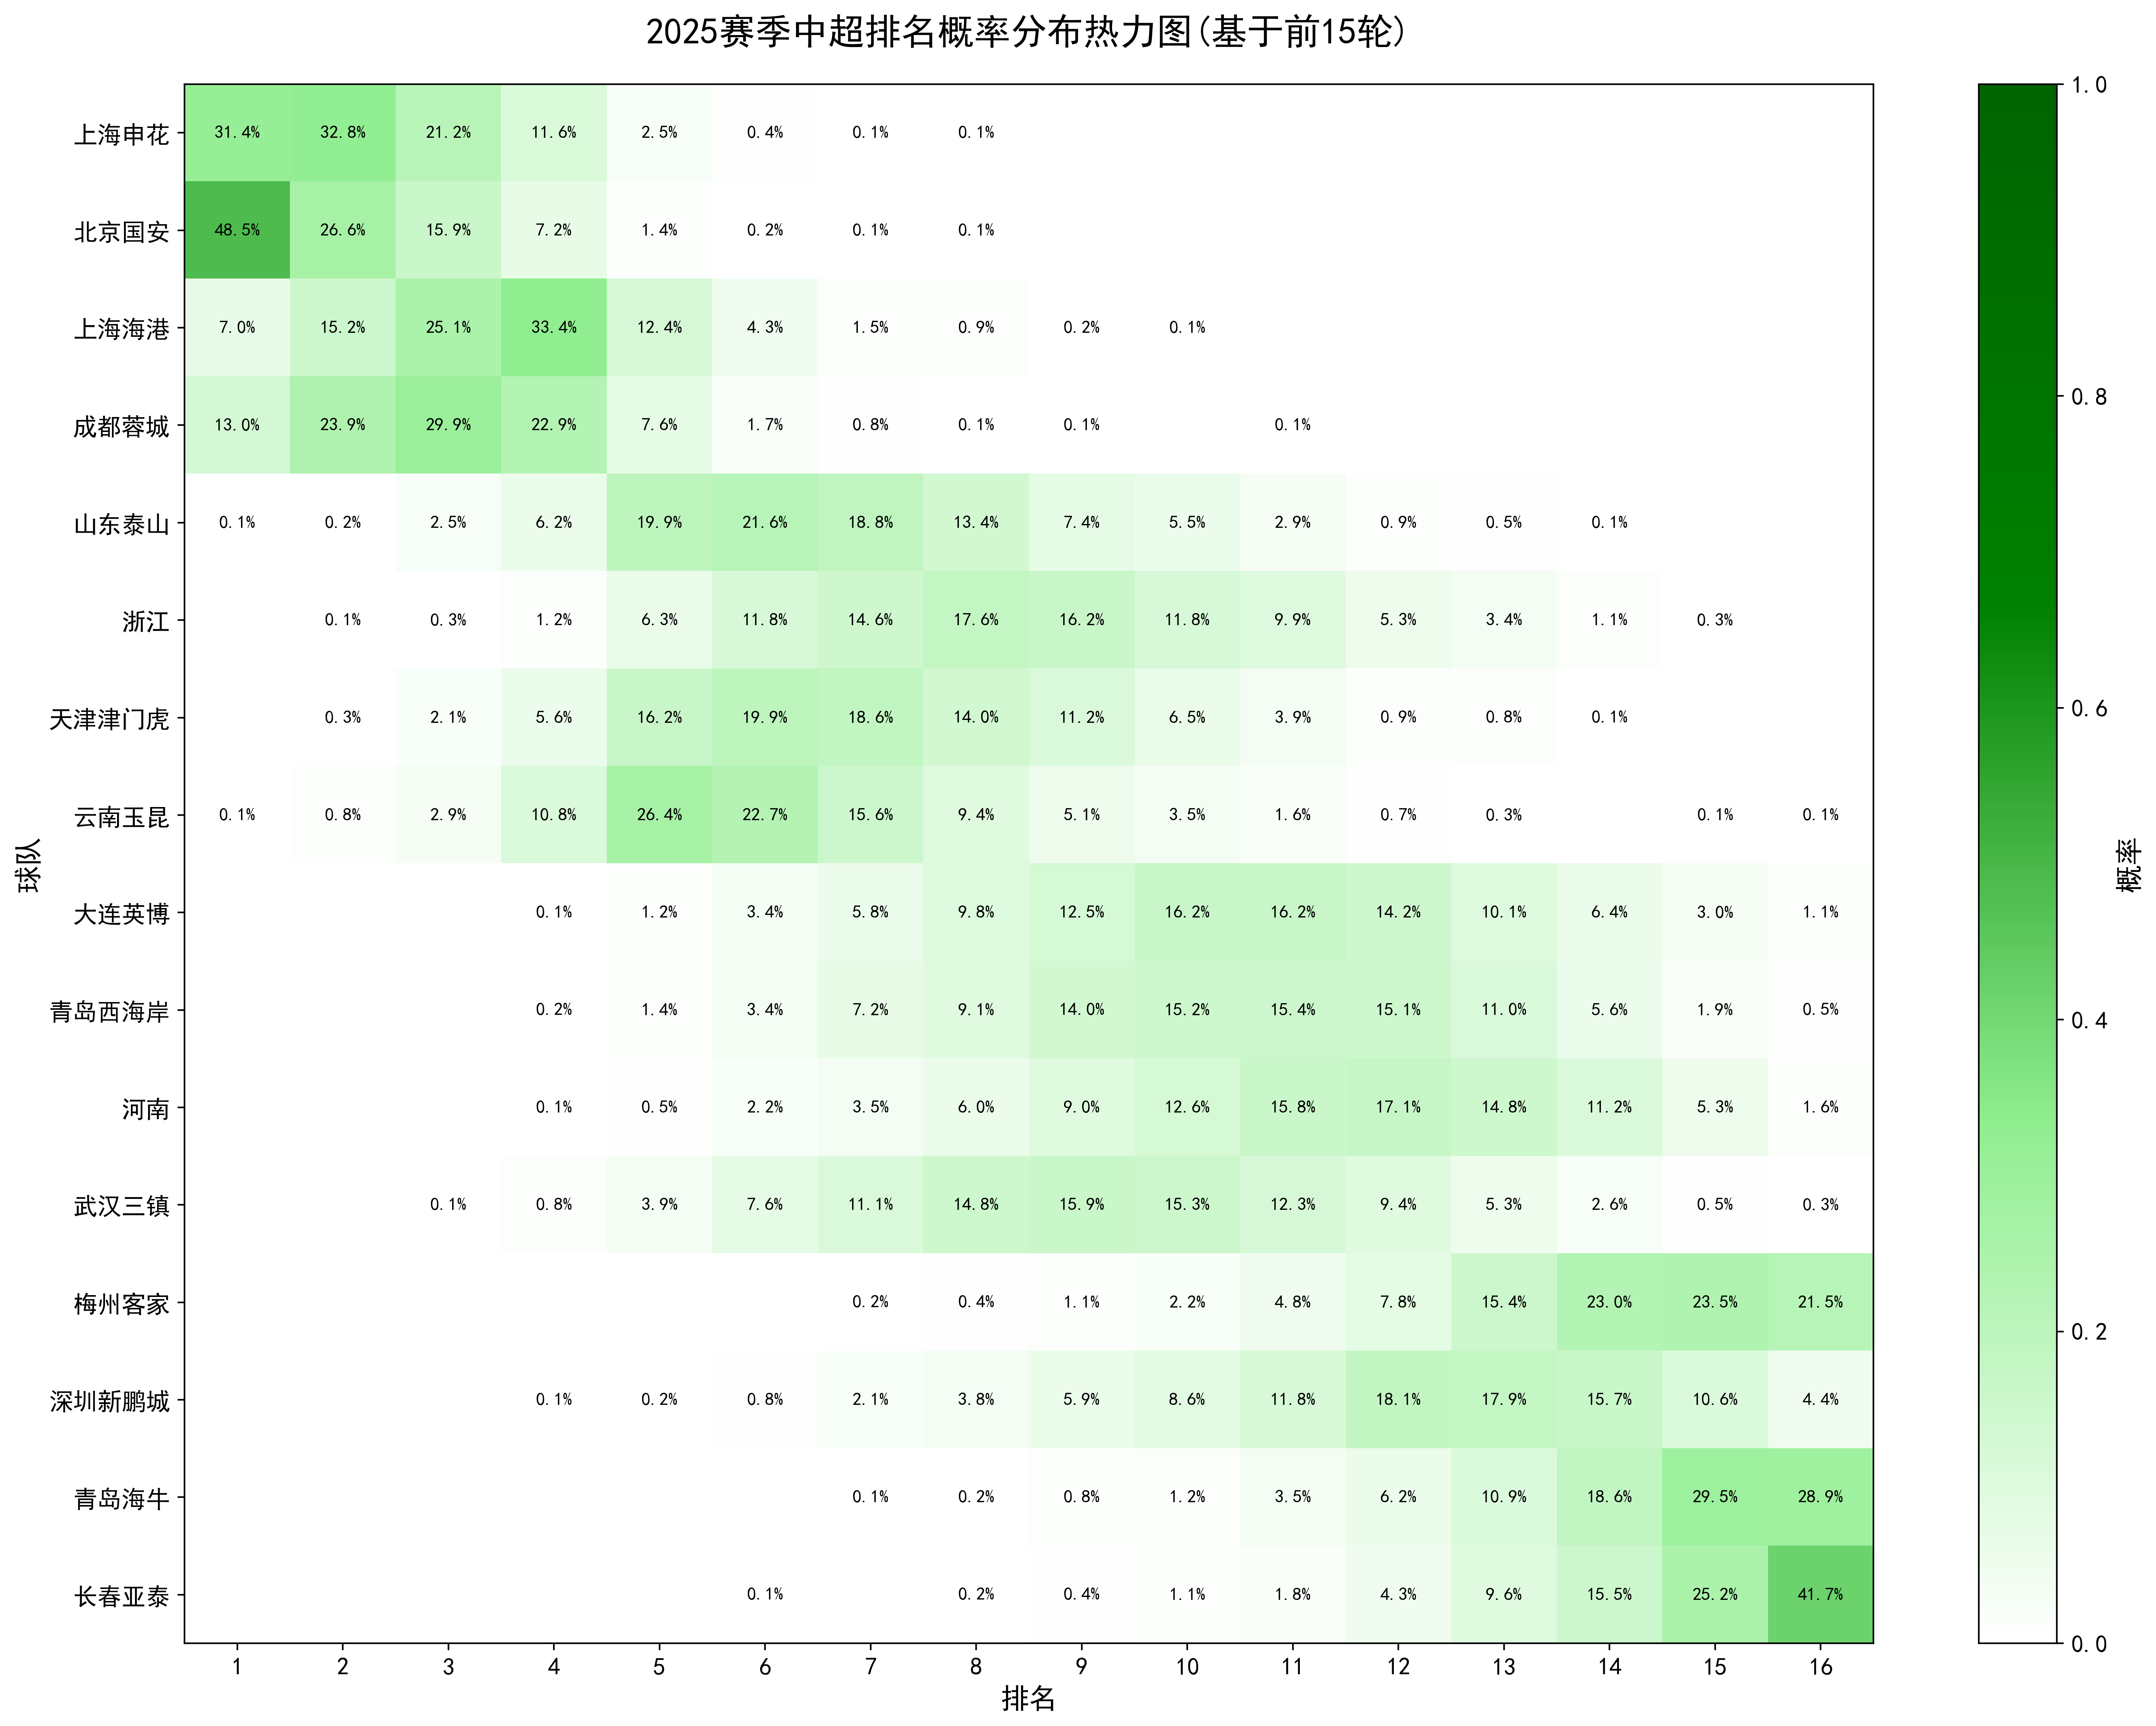 2025赛季中超排名概率分布热力图(基于前15轮)
上海申花 31.4% 32.8% 21.2% 11.6% 2.5% 0.4% 0.1% 0.1%
北京国安 48.5% 26.6% 15.9% 7.2% 1.4% 0.2% 0.1% 0.1%
上海海港 7.0% 15.2% 25.1% 33.4% 12.4% 4.3% 1.5% 0.9% 0.2% 0.1%
成都蓉城 13.0% 23.9% 29.9% 22.9% 7.6% 1.7% 0.8% 0.1% 0.1% 0.1%
山东泰山 0.1% 0.2% 2.5% 6.2% 19.9% 21.6% 18.8% 13.4% 7.4% 5.5% 2.9% 0.9% 0.5% 0.1%
浙江 0.1% 0.3% 1.2% 6.3% 11.8% 14.6% 17.6% 16.2% 11.8% 9.9% 5.3% 3.4% 1.1% 0.3%
天津津门虎 0.3% 2.1% 5.6% 16.2% 19.9% 18.6% 14.0% 11.2% 6.5% 3.9% 0.9% 0.8% 0.1%
云南玉昆 0.1% 0.8% 2.9% 10.8% 26.4% 22.7% 15.6% 9.4% 5.1% 3.5% 1.6% 0.7% 0.3% 0.1% 0.1%
大连英博 0.1% 1.2% 3.4% 5.8% 9.8% 12.5% 16.2% 16.2% 14.2% 10.1% 6.4% 3.0% 1.1%
青岛西海岸 0.2% 1.4% 3.4% 7.2% 9.1% 14.0% 15.2% 15.4% 15.1% 11.0% 5.6% 1.9% 0.5%
河南 0.1% 0.5% 2.2% 3.5% 6.0% 9.0% 12.6% 15.8% 17.1% 14.8% 11.2% 5.3% 1.6%
武汉三镇 0.1% 0.8% 3.9% 7.6% 11.1% 14.8% 15.9% 15.3% 12.3% 9.4% 5.3% 2.6% 0.5% 0.3%
梅州客家 0.2% 0.4% 1.1% 2.2% 4.8% 7.8% 15.4% 23.0% 23.5% 21.5%
深圳新鹏城 0.1% 0.2% 0.8% 2.1% 3.8% 5.9% 8.6% 11.8% 18.1% 17.9% 15.7% 10.6% 4.4%
青岛海牛 0.1% 0.2% 0.8% 1.2% 3.5% 6.2% 10.9% 18.6% 29.5% 28.9%
长春亚泰 0.1% 0.2% 0.4% 1.1% 1.8% 4.3% 9.6% 15.5% 25.2% 41.7%
1 2 3 4 5 6 7 8 9 10 11 12 13 14 15 16
排名
球队
1.0
0.8
0.6
0.4
0.2
0.0
概率